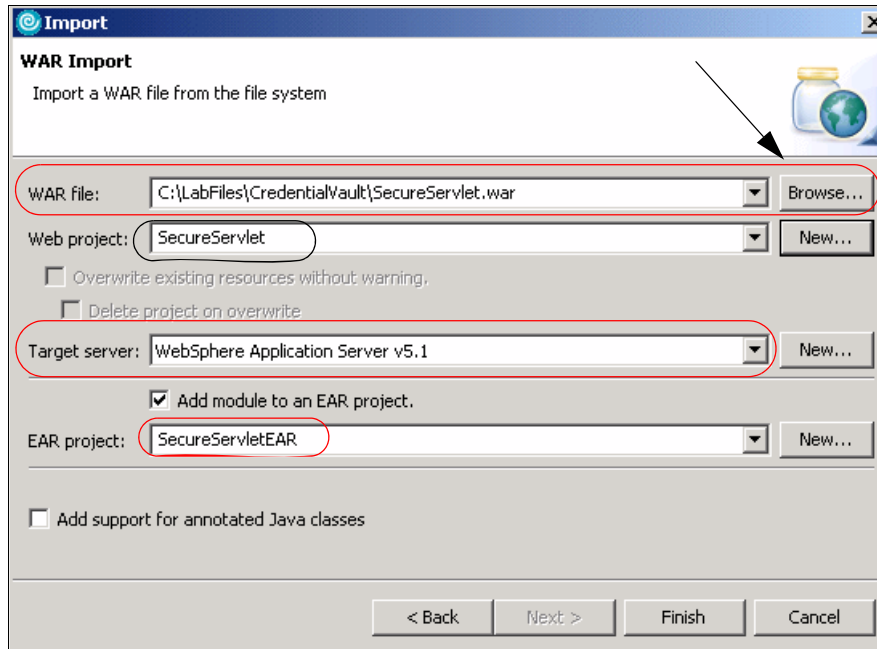 Import
WAR Import
Import a WAR file from the file system
WAR file: C:\LabFiles\CredentialVault\SecureServlet.war Browse...
Web project: SecureServlet New...
Overwrite existing resources without warning.
Delete project on overwrite
Target server: WebSphere Application Server v5.1 New...
Add module to an EAR project.
EAR project: SecureServletEAR New...
Add support for annotated Java classes
< Back Next > Finish Cancel